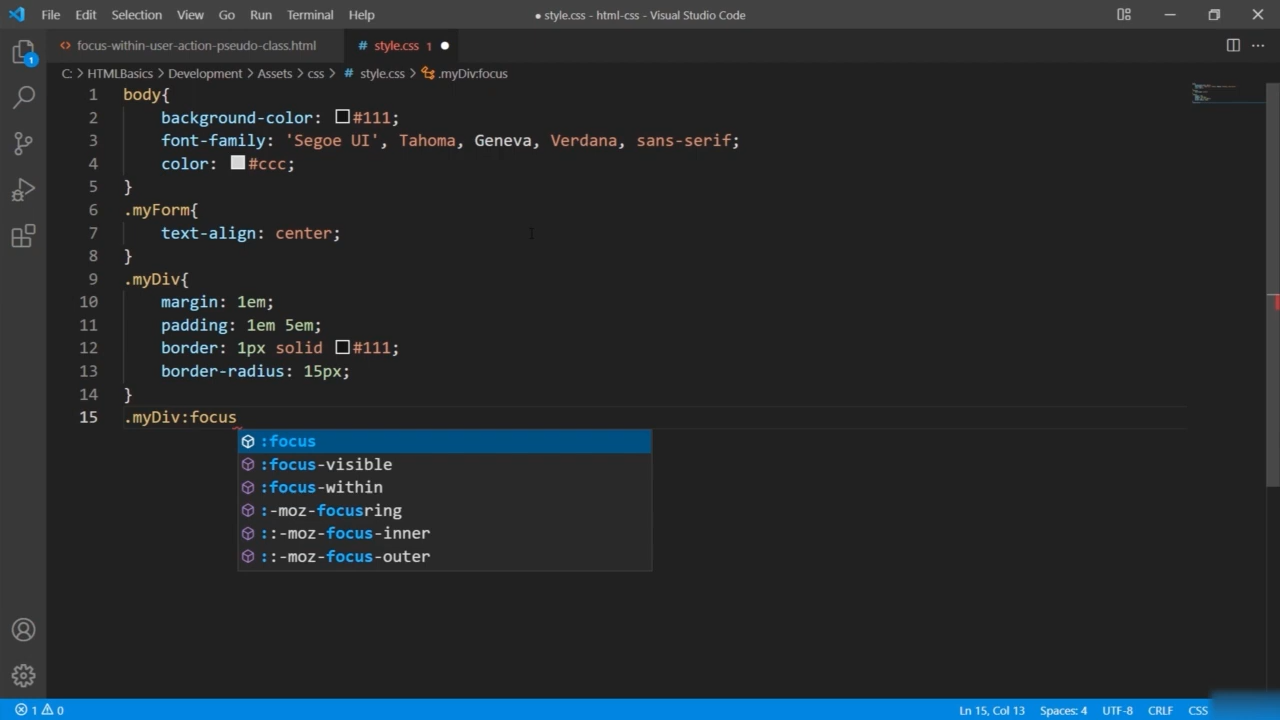 File Edit Selection View Go Run Terminal Help ● style.css - html-css - Visual Studio Code
<> focus-within-user-action-pseudo-class.html # style.css 1 ●
C: > HTMLBasics > Development > Assets > css > # style.css > .myDiv:focus
1 body{
2 background-color: #111;
3 font-family: 'Segoe UI', Tahoma, Geneva, Verdana, sans-serif;
4 color: #ccc;
5 }
6 .myForm{
7 text-align: center;
8 }
9 .myDiv{
10 margin: 1em;
11 padding: 1em 5em;
12 border: 1px solid #111;
13 border-radius: 15px;
14 }
15 .myDiv:focus
:focus
:focus-visible
:focus-within
:-moz-focusring
::-moz-focus-inner
::-moz-focus-outer
1
1 0 Ln 15, Col 13 Spaces: 4 UTF-8 CRLF CSS